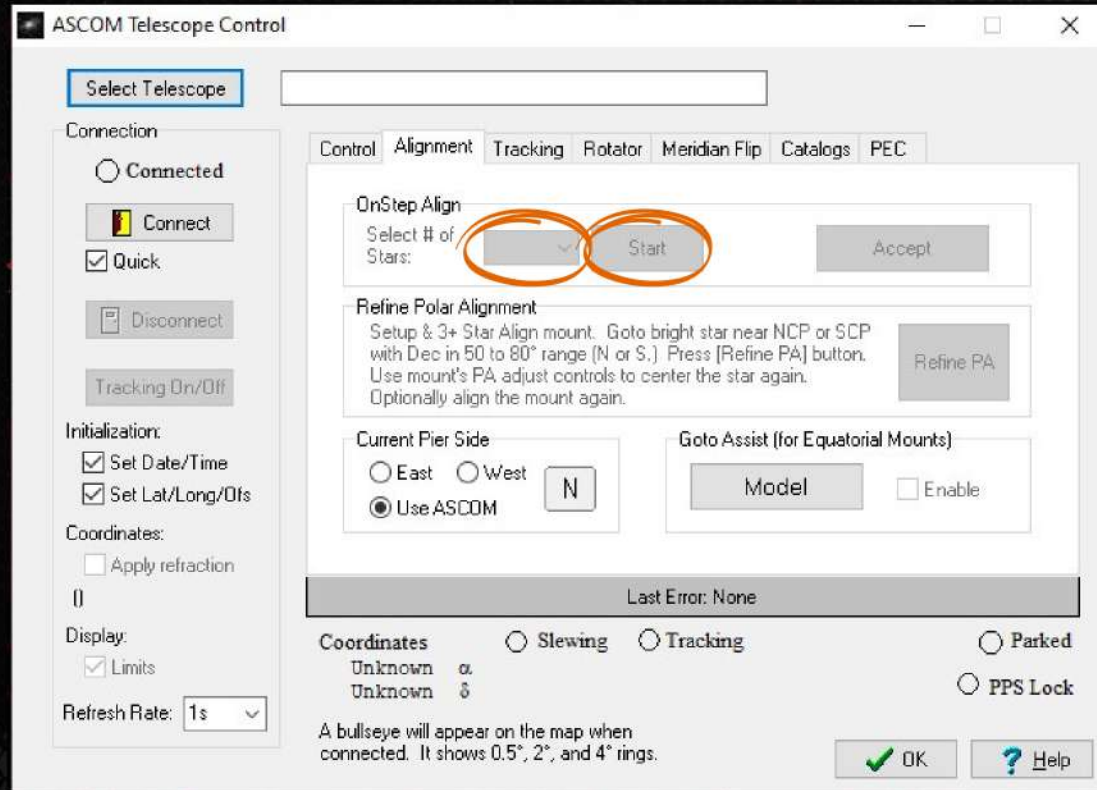 ASCOM Telescope Control
Select Telescope
Connection
Connected
Connect
Quick
Disconnect
Tracking On/Off
Initialization:
Set Date/Time
Set Lat/Long/Ofs
Coordinates:
Apply refraction
()
Display:
Limits
Refresh Rate: 1s
Control Alignment Tracking Rotator Meridian Flip Catalogs PEC
OnStep Align
Select # of
Stars:
Start
Accept
Refine Polar Alignment
Setup & 3+ Star Align mount. Goto bright star near NCP or SCP
with Dec in 50 to 80° range (N or S.) Press [Refine PA] button.
Use mount's PA adjust controls to center the star again.
Optionally align the mount again.
Refine PA
Current Pier Side
East West
Use ASCOM
N
Goto Assist (for Equatorial Mounts)
Model
Enable
Last Error: None
Coordinates Slewing Tracking Parked
Unknown α
Unknown δ
PPS Lock
A bullseye will appear on the map when
connected. It shows 0.5°, 2°, and 4° rings.
OK
? Help